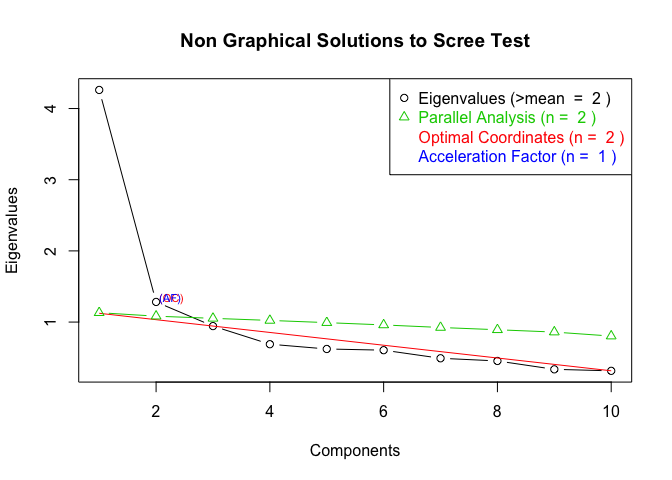 Non Graphical Solutions to Scree Test
Eigenvalues (>mean = 2 )
Parallel Analysis (n = 2 )
Optimal Coordinates (n = 2 )
Acceleration Factor (n = 1 )
Eigenvalues
4
3
2
1
2
4
6
8
10
Components